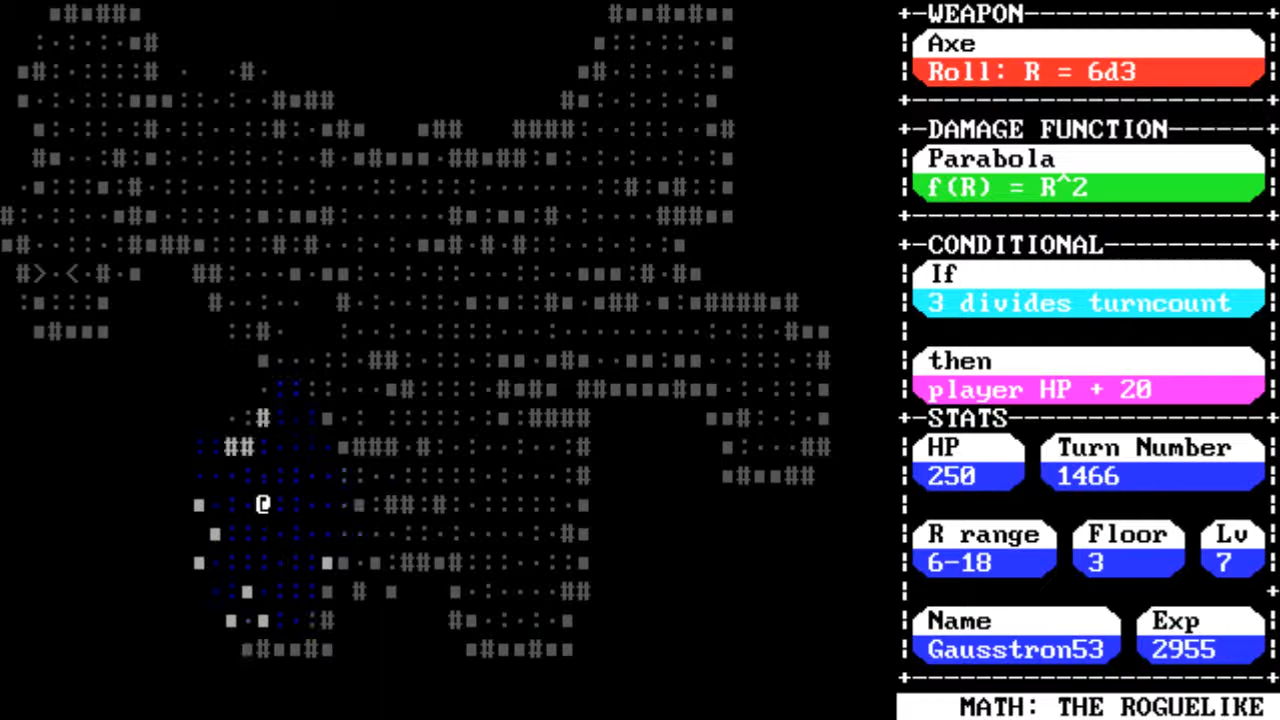 WEAPON
Axe
Roll: R = 6d3
DAMAGE FUNCTION
Parabola
f(R) = R^2
CONDITIONAL
If
3 divides turncount
then
player HP + 20
STATS
HP Turn Number
250 1466
R range Floor Lv
6-18 3 7
Name Exp
Gausstron53 2955
MATH: THE ROGUELIKE